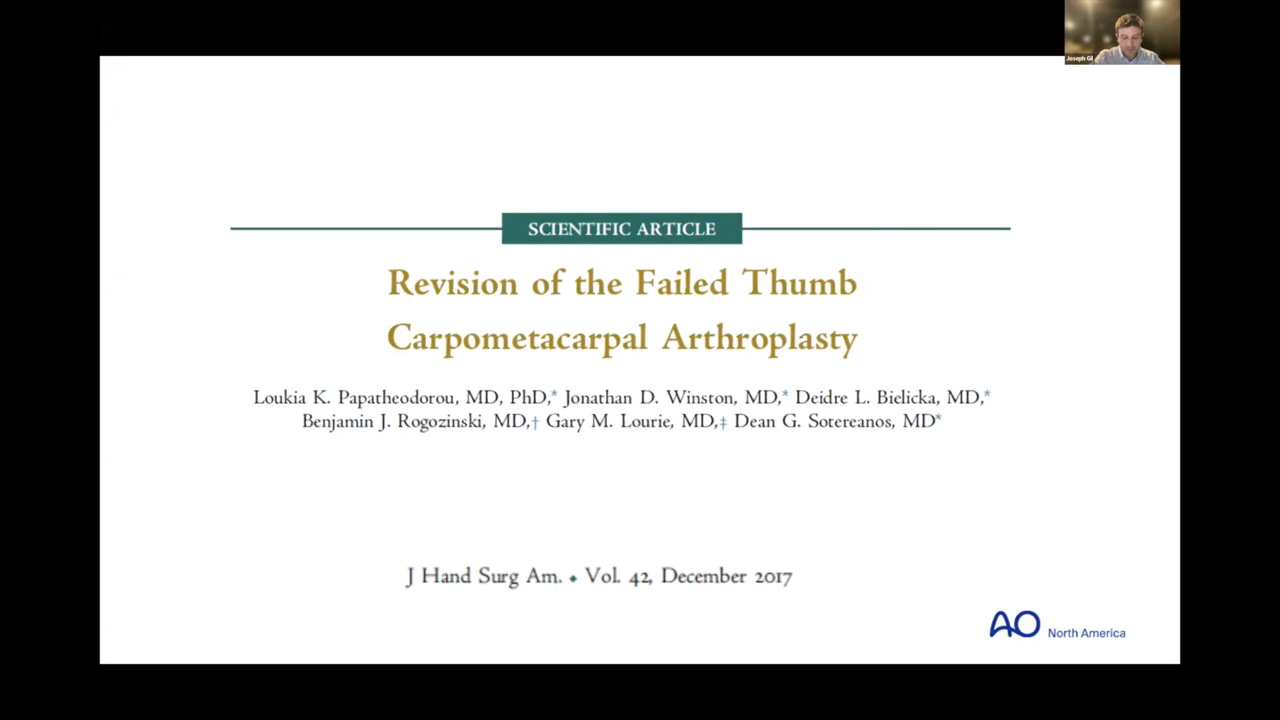 Joseph Gil
SCIENTIFIC ARTICLE
Revision of the Failed Thumb
Carpometacarpal Arthroplasty
Loukia K. Papatheodorou, MD, PhD,* Jonathan D. Winston, MD,* Deidre L. Bielicka, MD,*
Benjamin J. Rogozinski, MD,† Gary M. Lourie, MD,‡ Dean G. Sotereanos, MD*
J Hand Surg Am. ⬩ Vol. 42, December 2017
AO North America